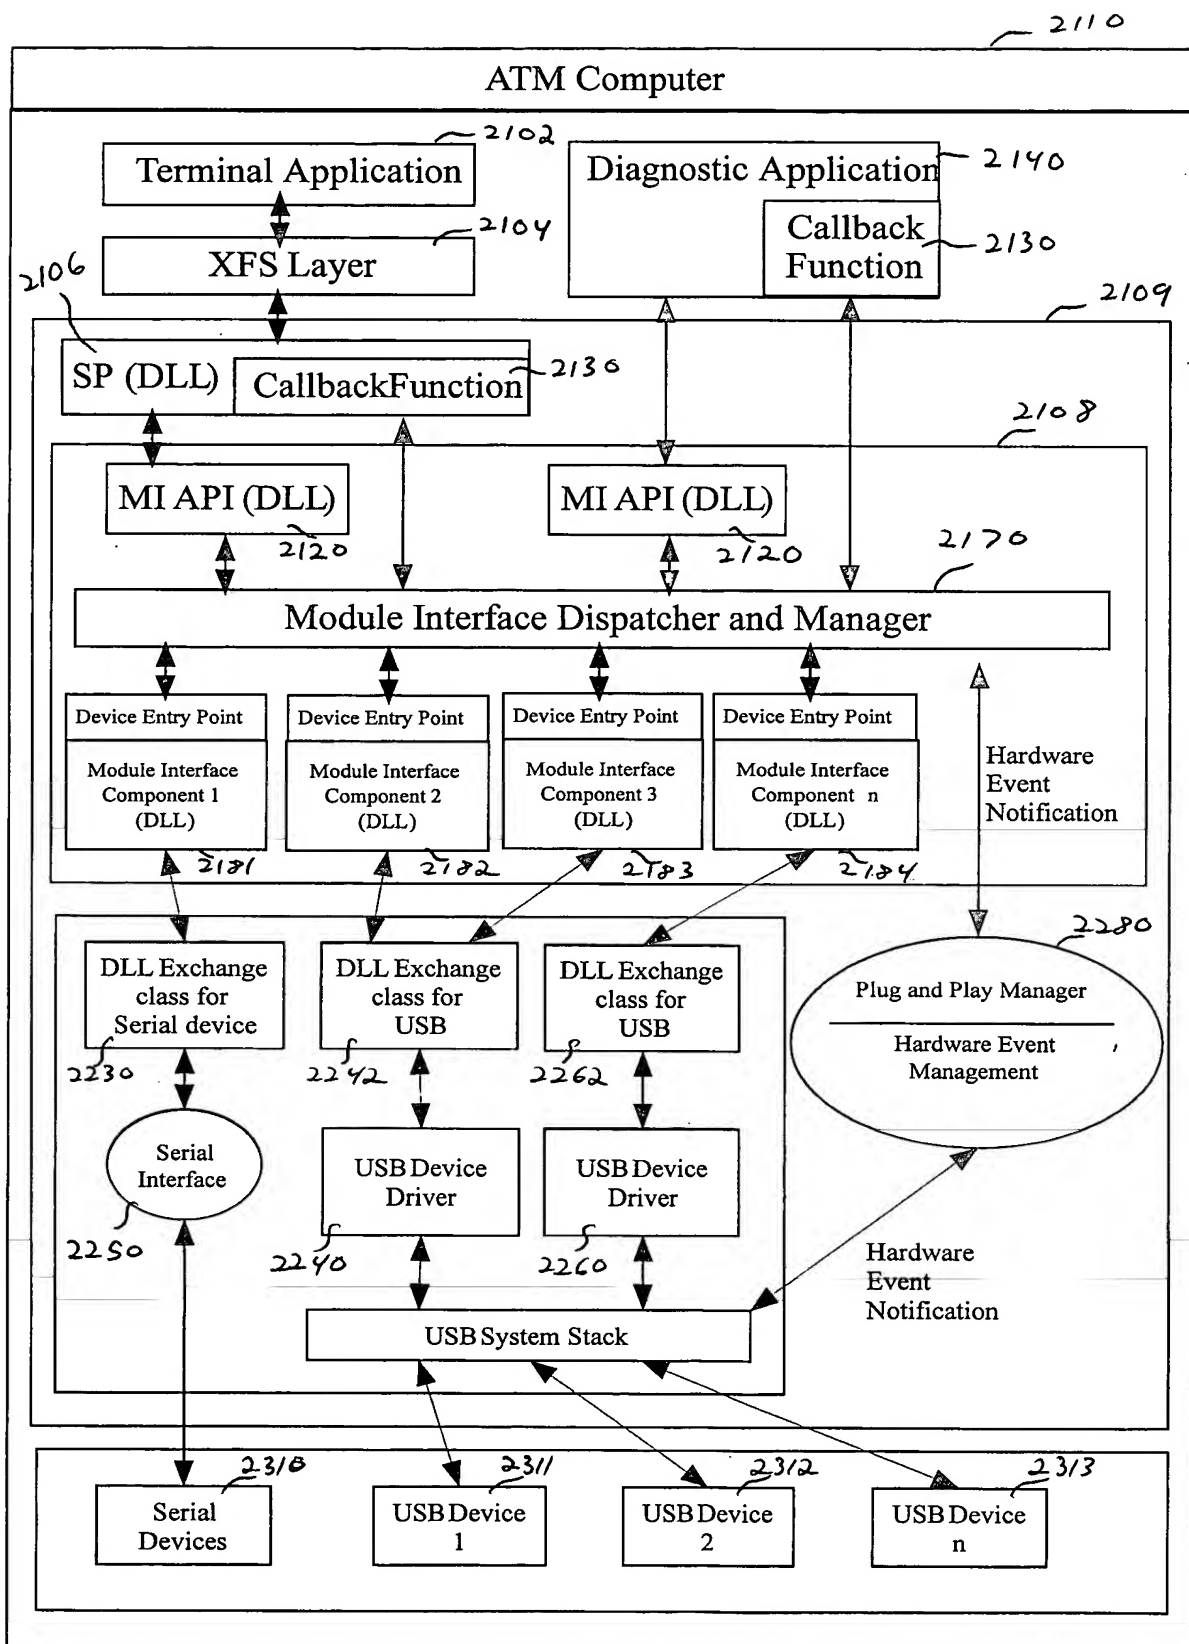 2110
ATM Computer
2102
Terminal Application
2140
Diagnostic Application
2104
XFS Layer
Callback
Function
2130
2106
2109
SP (DLL)
CallbackFunction
2130
2108
MI API (DLL)
2120
MI API (DLL)
2120
2170
Module Interface Dispatcher and Manager
Device Entry Point
Device Entry Point
Device Entry Point
Device Entry Point
Module Interface
Component 1
(DLL)
Module Interface
Component 2
(DLL)
Module Interface
Component 3
(DLL)
Module Interface
Component n
(DLL)
Hardware
Event
Notification
2181
2182
2183
2184
2280
DLL Exchange
class for
Serial device
DLL Exchange
class for
USB
DLL Exchange
class for
USB
Plug and Play Manager
Hardware Event
Management
2230
2242
2262
Serial
Interface
USB Device
Driver
USB Device
Driver
2250
2240
2260
Hardware
Event
Notification
USB System Stack
2310
2311
2312
2313
Serial
Devices
USB Device
1
USB Device
2
USB Device
n